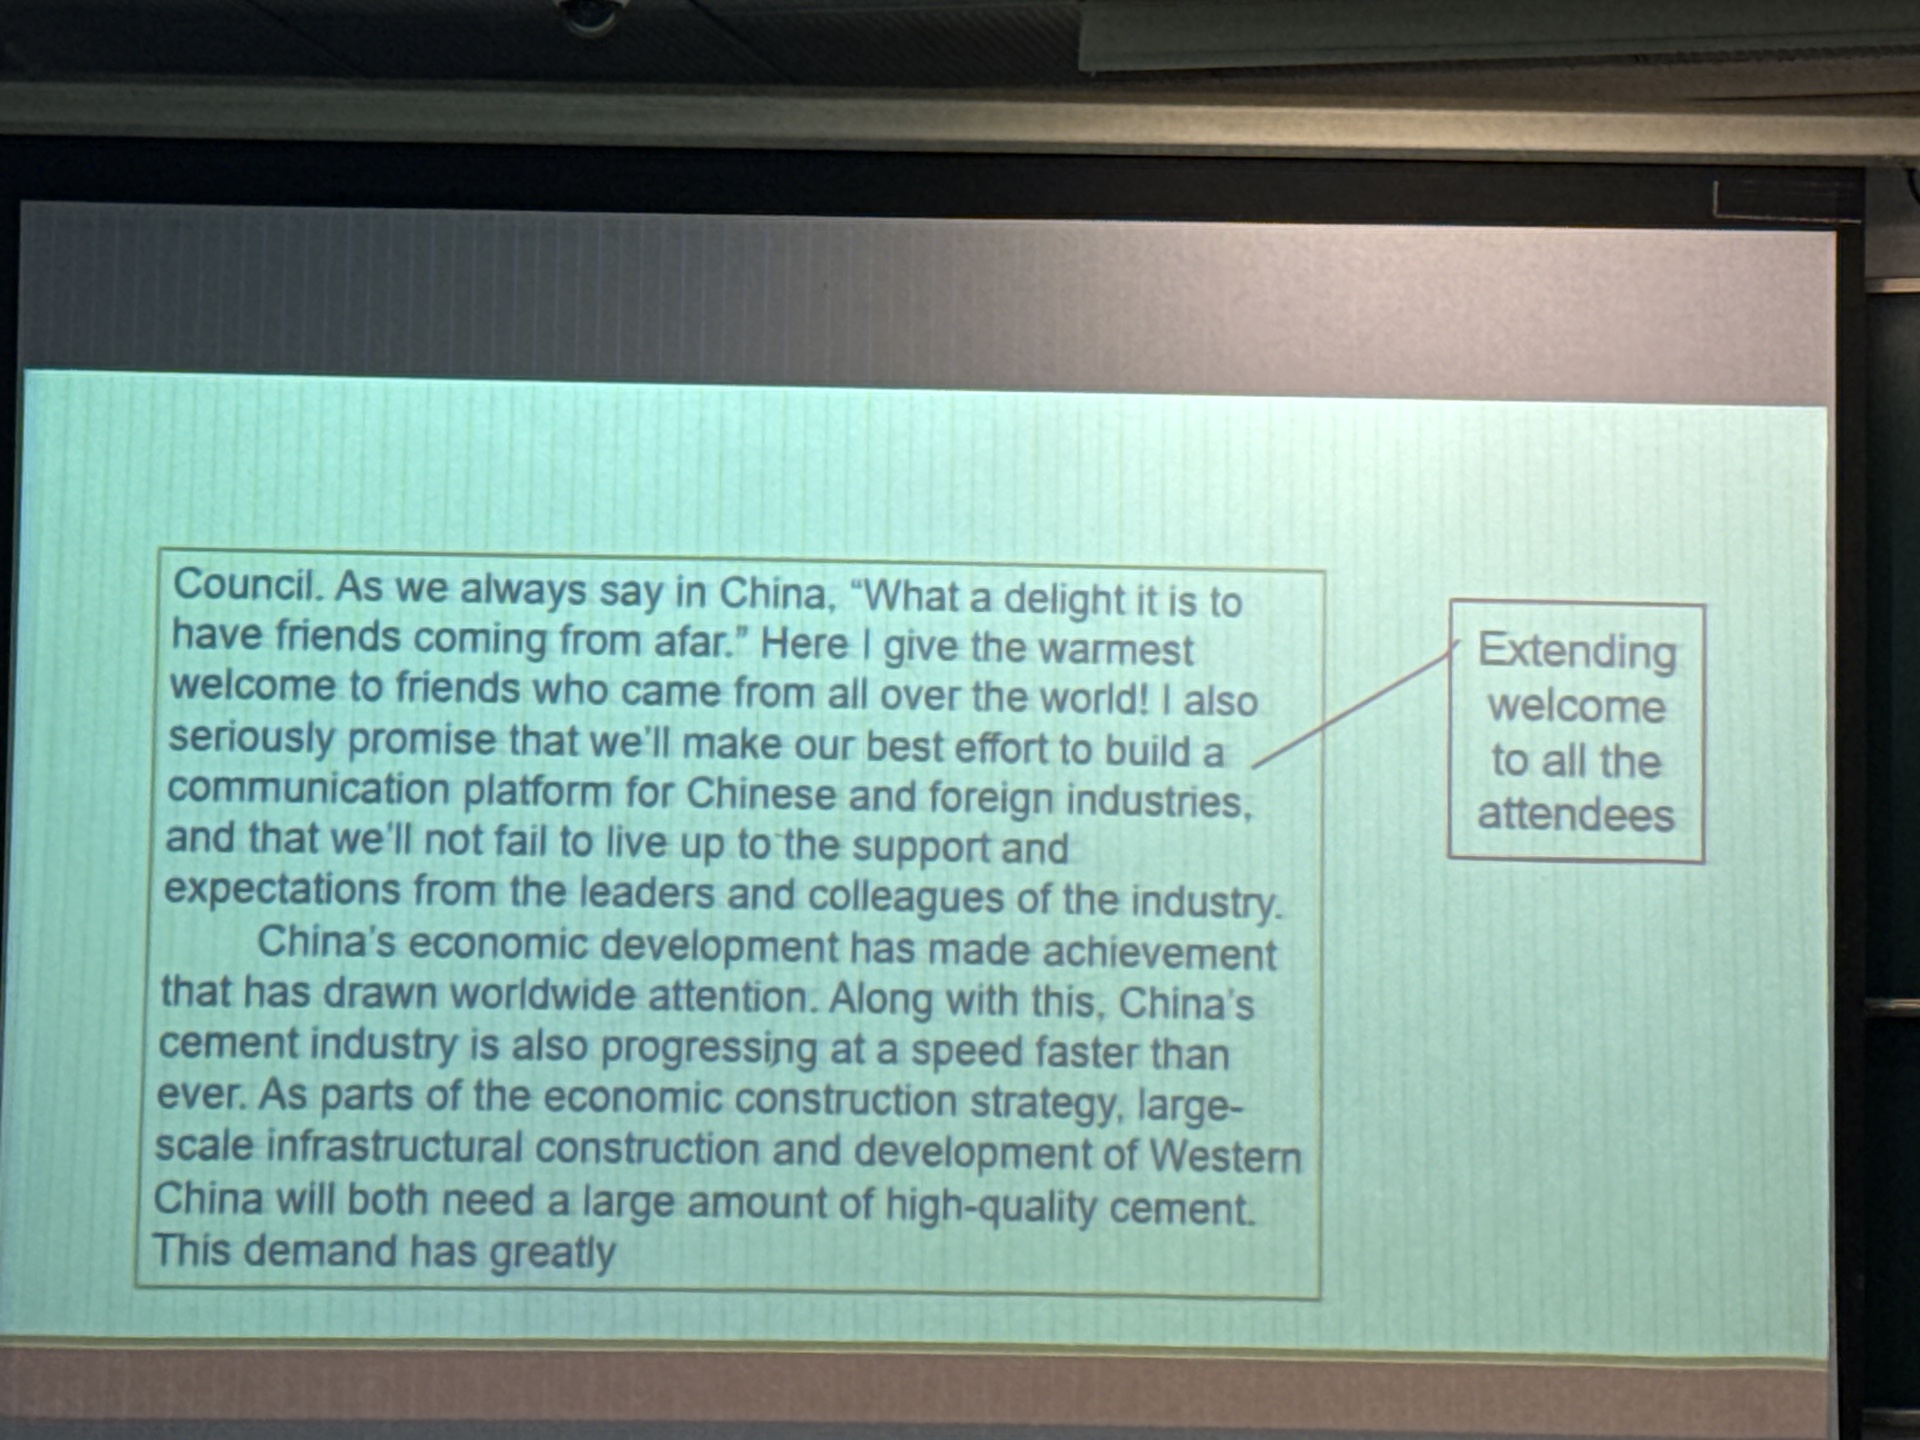 Council. As we always say in China, “What a delight it is to
have friends coming from afar.” Here I give the warmest
welcome to friends who came from all over the world! I also
seriously promise that we'll make our best effort to build a
communication platform for Chinese and foreign industries,
and that we'll not fail to live up to the support and
expectations from the leaders and colleagues of the industry.
China's economic development has made achievement
that has drawn worldwide attention. Along with this, China's
cement industry is also progressing at a speed faster than
ever. As parts of the economic construction strategy, large-
scale infrastructural construction and development of Western
China will both need a large amount of high-quality cement.
This demand has greatly
Extending
welcome
to all the
attendees